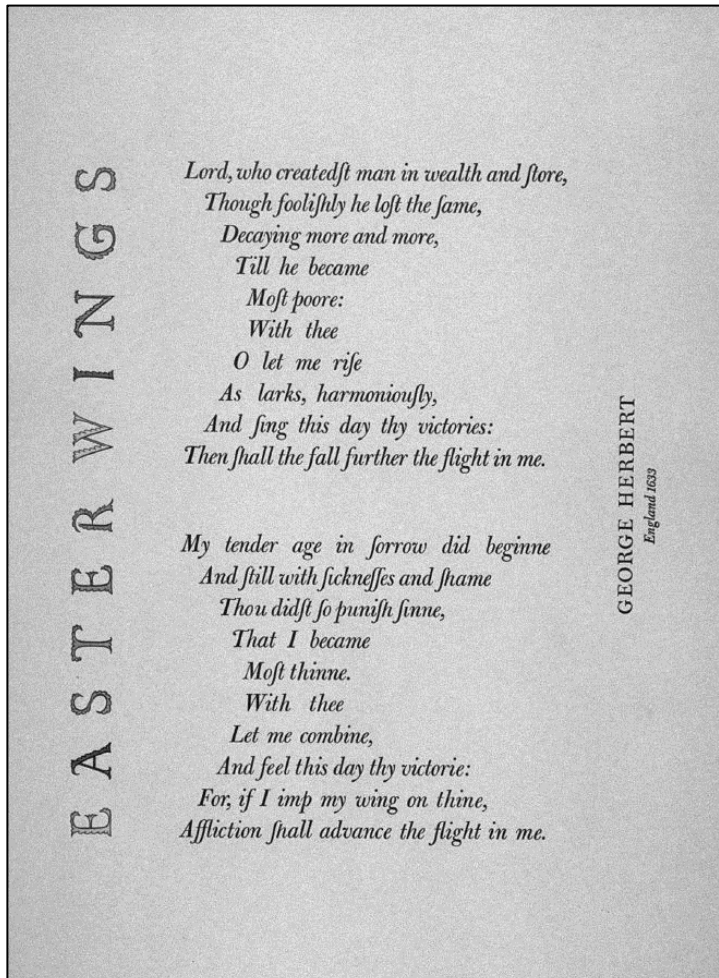 EASTER WINGS
Lord, who createdſt man in wealth and ſtore,
Though fooliſhly he loſt the ſame,
Decaying more and more,
Till he became
Moſt poore:
With thee
O let me riſe
As larks, harmoniouſly,
And ſing this day thy victories:
Then ſhall the fall further the flight in me.
My tender age in ſorrow did beginne
And ſtill with ſickneſſes and ſhame
Thou didſt ſo puniſh ſinne,
That I became
Moſt thinne.
With thee
Let me combine,
And feel this day thy victorie:
For, if I imp my wing on thine,
Affliction ſhall advance the flight in me.
GEORGE HERBERT
England 1633